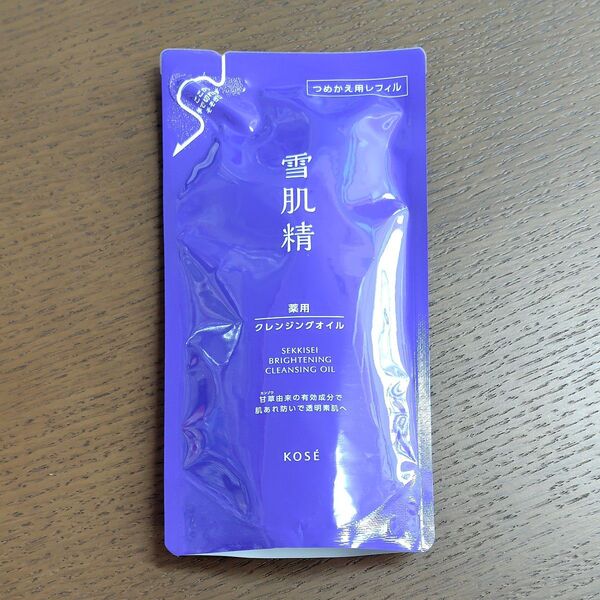 つめかえ用レフィル
雪肌精
薬用
クレンジングオイル
SEKKISEI
BRIGHTENING
CLEANSING OIL
カンゾウ
甘草由来の有効成分で
肌あれ防いで透明素肌へ
KOSÉ